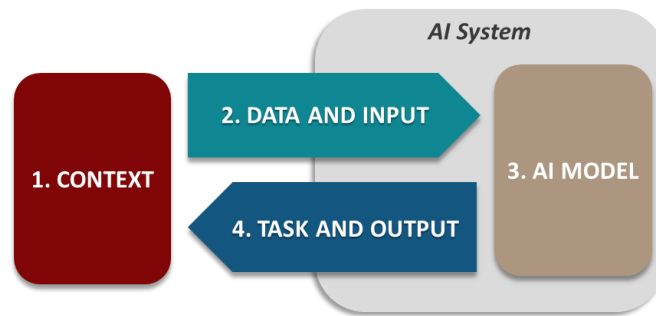 AI System
2. DATA AND INPUT
1. CONTEXT
3. AI MODEL
4. TASK AND OUTPUT